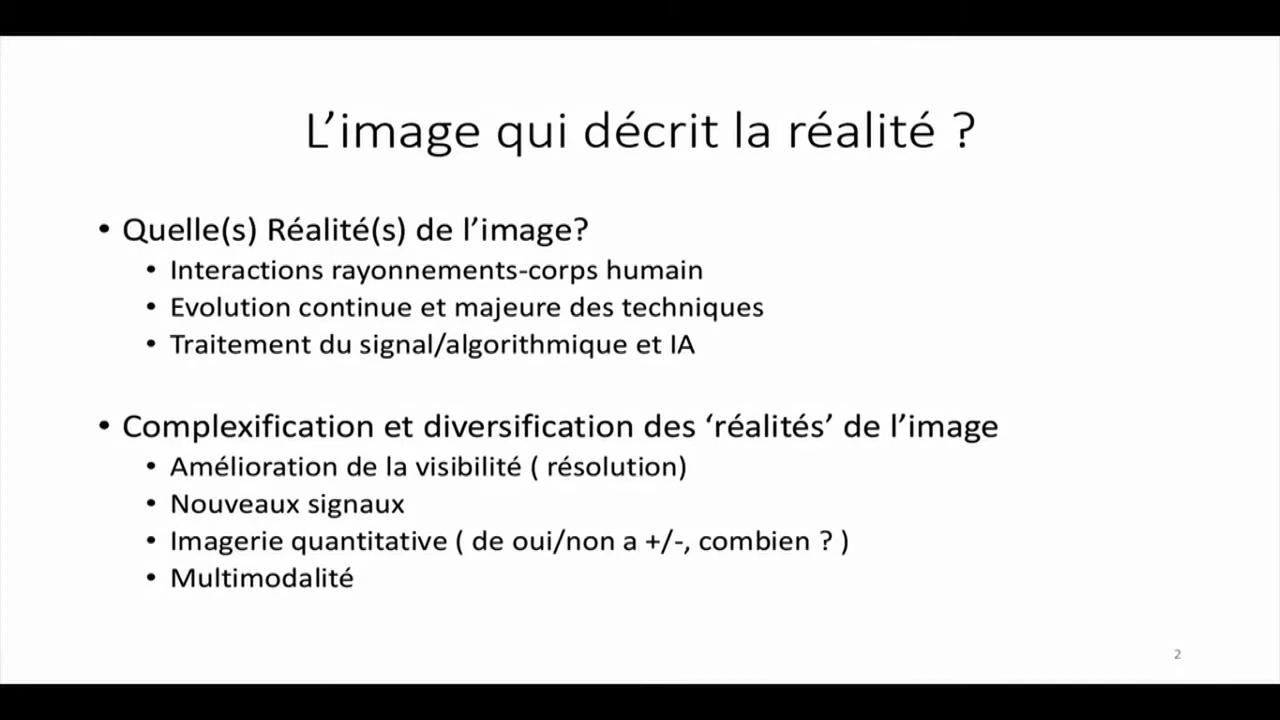 L’image qui décrit la réalité ?
• Quelle(s) Réalité(s) de l’image?
• Interactions rayonnements-corps humain
• Evolution continue et majeure des techniques
• Traitement du signal/algorithmique et IA
• Complexification et diversification des ‘réalités’ de l’image
• Amélioration de la visibilité ( résolution)
• Nouveaux signaux
• Imagerie quantitative ( de oui/non a +/-, combien ? )
• Multimodalité
2